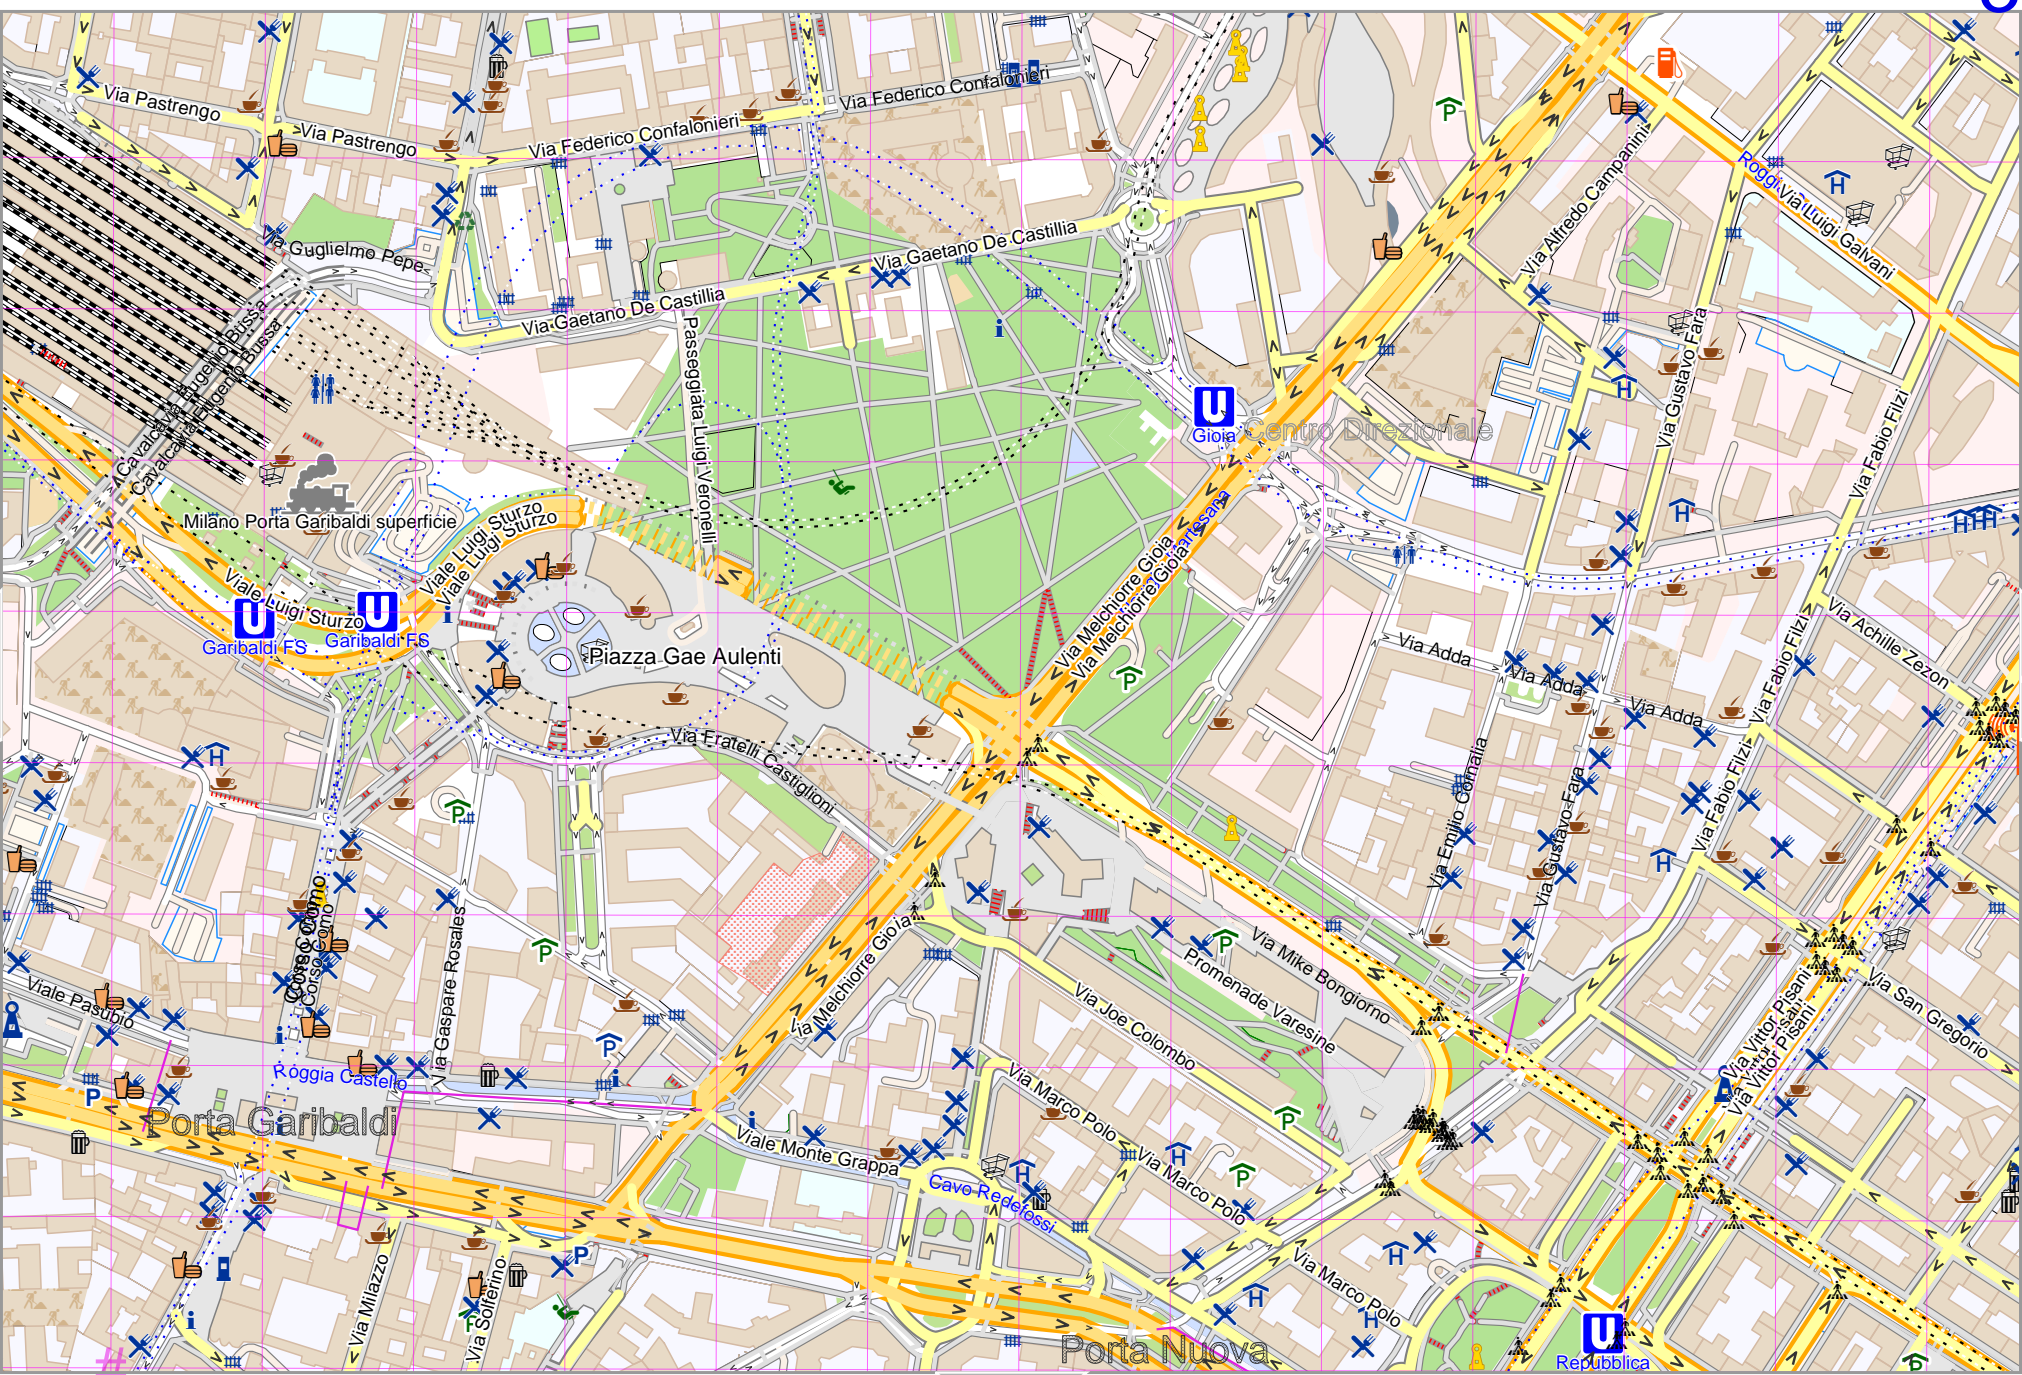 Via Pastrengo
Via Pastrengo
Via Federico Confalonieri
Via Federico Confalonieri
Via Guglielmo Pepe
Via Gaetano De Castillia
Via Gaetano De Castillia
Via Alfredo Campanini
Via Luigi Galvani
Passeggiata Luigi Veronelli
Cavalcavia Eugenio Bussa
Cavalcavia Eugenio Bussa
Via Gustavo Fara
Via Fabio Filzi
U
Gioia
Centro Direzionale
Milano Porta Garibaldi superficie
Viale Luigi Sturzo
Viale Luigi Sturzo
Viale Luigi Sturzo
U
Garibaldi FS
U
Garibaldi FS
Piazza Gae Aulenti
Via Melchiorre Gioia
Via Melchiorre Gioia
Via Adda
Via Adda
Via Adda
Via Fabio Filzi
Via Achille Zezon
Via Fratelli Castiglioni
Via Emilio Cornalia
Via Gustavo Fara
Via Fabio Filzi
Corso Como
Corso Como
Via Gaspare Rosales
Via Melchiorre Gioia
Via Mike Bongiorno
Promenade Varesine
Via Joe Colombo
Via Vittor Pisani
Via Vittor Pisani
Via San Gregorio
Viale Pasubio
Roggia Castello
Porta Garibaldi
Viale Monte Grappa
Via Marco Polo
Via Marco Polo
Via Marco Polo
Cavo Redefossi
Via Milazzo
Via Solferino
Porta Nuova
U
Repubblica